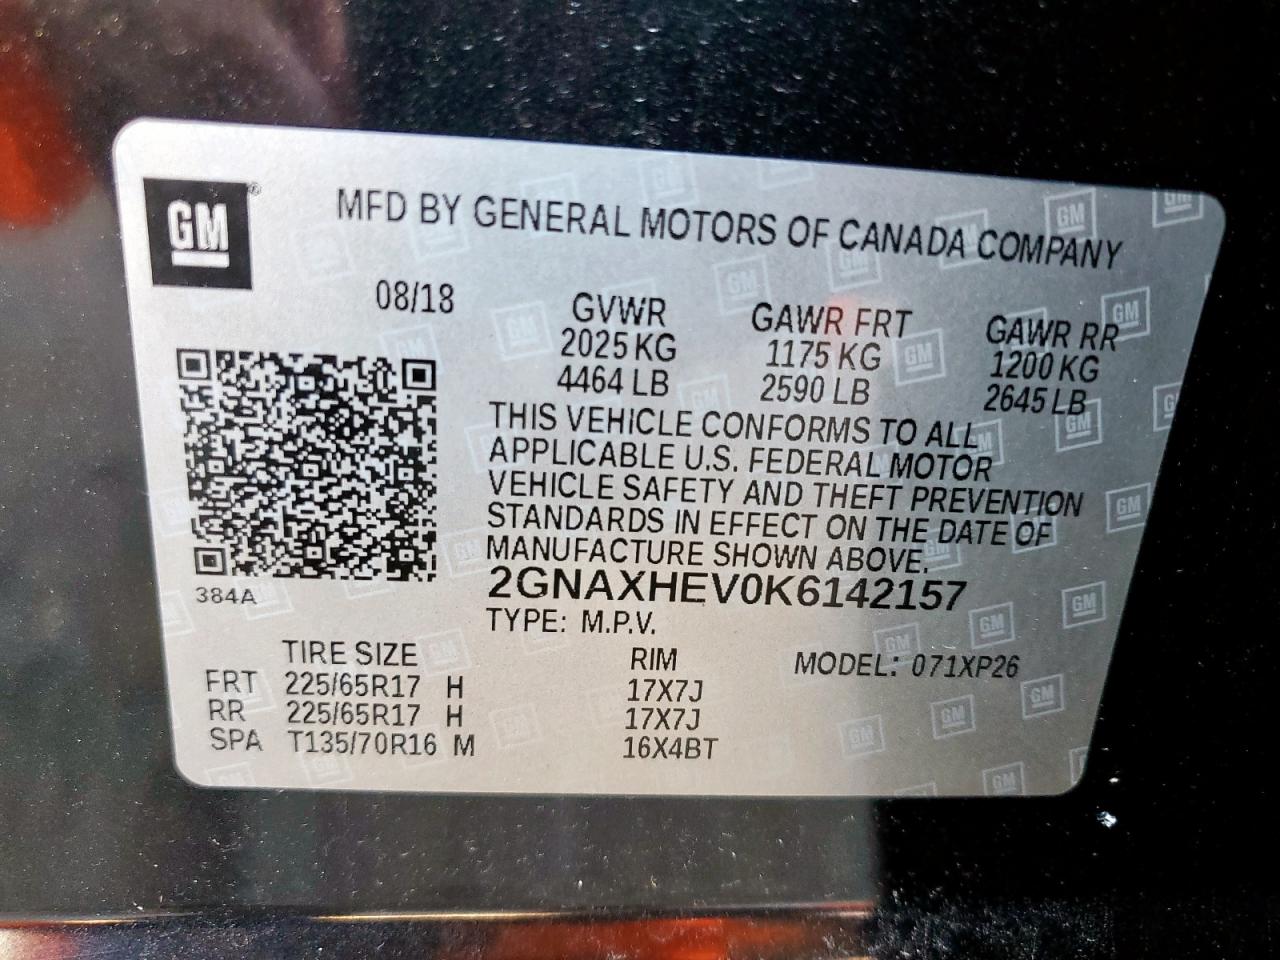 GM ®
MFD BY GENERAL MOTORS OF CANADA COMPANY
08/18
GVWR GAWR FRT GAWR RR
2025 KG 1175 KG 1200 KG
4464 LB 2590 LB 2645 LB
THIS VEHICLE CONFORMS TO ALL
APPLICABLE U.S. FEDERAL MOTOR
VEHICLE SAFETY AND THEFT PREVENTION
STANDARDS IN EFFECT ON THE DATE OF
MANUFACTURE SHOWN ABOVE.
384A
2GNAXHEV0K6142157
TYPE: M.P.V.
TIRE SIZE RIM MODEL: 071XP26
FRT 225/65R17 H 17X7J
RR 225/65R17 H 17X7J
SPA T135/70R16 M 16X4BT